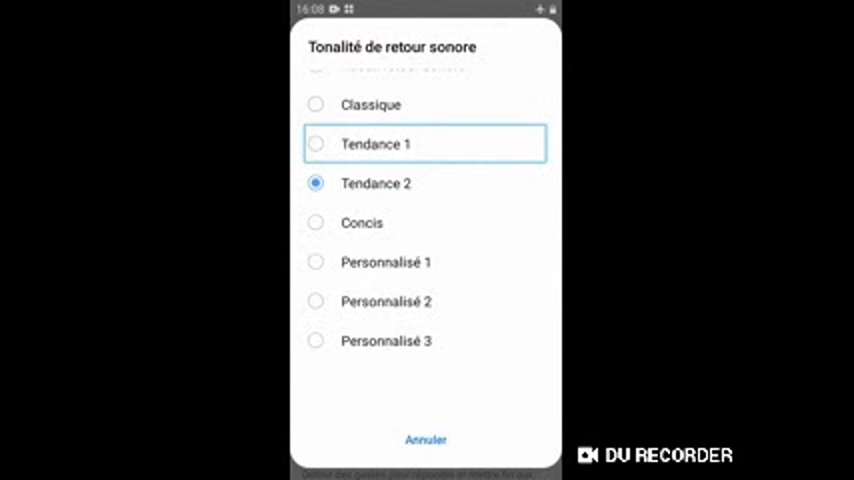 16:08
Tonalité de retour sonore
Classique
Tendance 1
Tendance 2
Concis
Personnalisé 1
Personnalisé 2
Personnalisé 3
Annuler
DU RECORDER